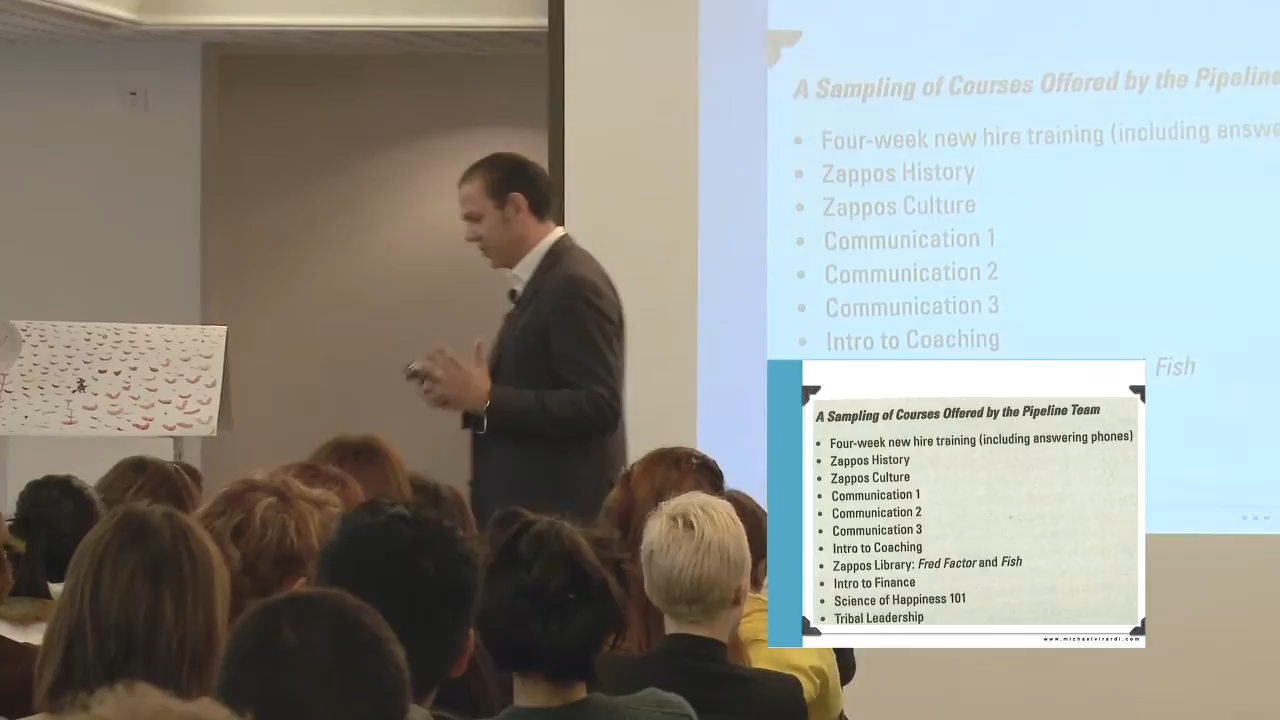 A Sampling of Courses Offered by the Pipeline
• Four-week new hire training (including answe
• Zappos History
• Zappos Culture
• Communication 1
• Communication 2
• Communication 3
• Intro to Coaching
Fish
A Sampling of Courses Offered by the Pipeline Team
• Four-week new hire training (including answering phones)
• Zappos History
• Zappos Culture
• Communication 1
• Communication 2
• Communication 3
• Intro to Coaching
• Zappos Library: Fred Factor and Fish
• Intro to Finance
• Science of Happiness 101
• Tribal Leadership
www.michaelvirardi.com